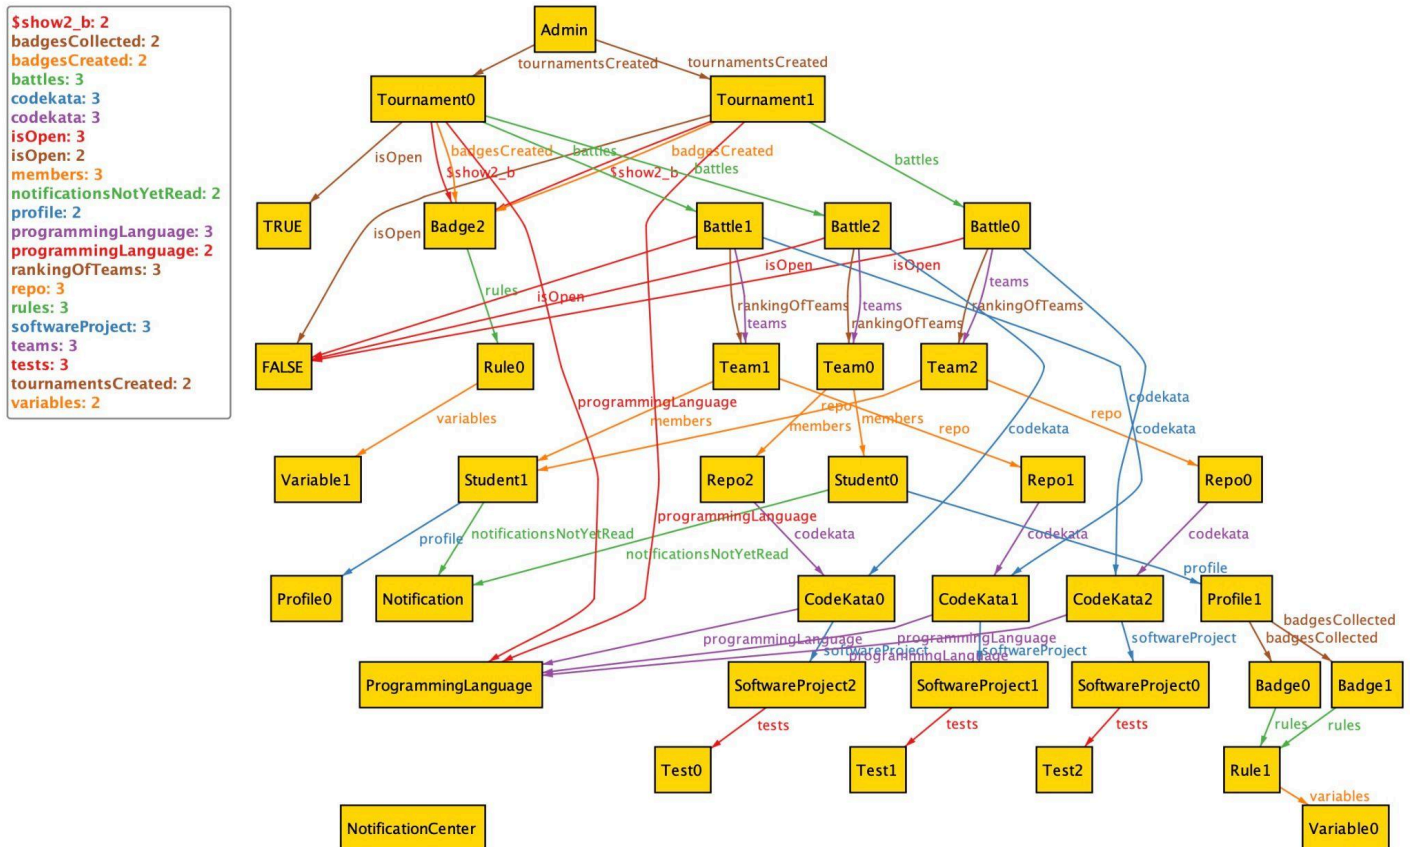 $show2_b: 2
badgesCollected: 2
badgesCreated: 2
battles: 3
codekata: 3
codekata: 3
isOpen: 3
isOpen: 2
members: 3
notificationsNotYetRead: 2
profile: 2
programmingLanguage: 3
programmingLanguage: 2
rankingOfTeams: 3
repo: 3
rules: 3
softwareProject: 3
teams: 3
tests: 3
tournamentsCreated: 2
variables: 2
Admin
tournamentsCreated tournamentsCreated
Tournament0 Tournament1
isOpen badgesCreated battles badgesCreated battles
$show2_b $show2_b battles
TRUE Badge2 Battle1 Battle2 Battle0
isOpen
rules isOpen isOpen teams
isOpen rankingOfTeams rankingOfTeams
teams teams rankingOfTeams
FALSE Rule0 Team1 Team0 Team2
programmingLanguage codekata
variables members repo members repo
members repo codekata codekata
Variable1 Student1 Repo2 Student0 Repo1 Repo0
programmingLanguage
profile notificationsNotYetRead codekata codekata codekata
notificationsNotYetRead profile
Profile0 Notification CodeKata0 CodeKata1 CodeKata2 Profile1
badgesCollected
programmingLanguage programmingLanguage softwareProject badgesCollected
softwareProject programmingLanguage softwareProject
ProgrammingLanguage SoftwareProject2 SoftwareProject1 SoftwareProject0 Badge0 Badge1
tests tests tests rules rules
Test0 Test1 Test2 Rule1
variables
NotificationCenter Variable0